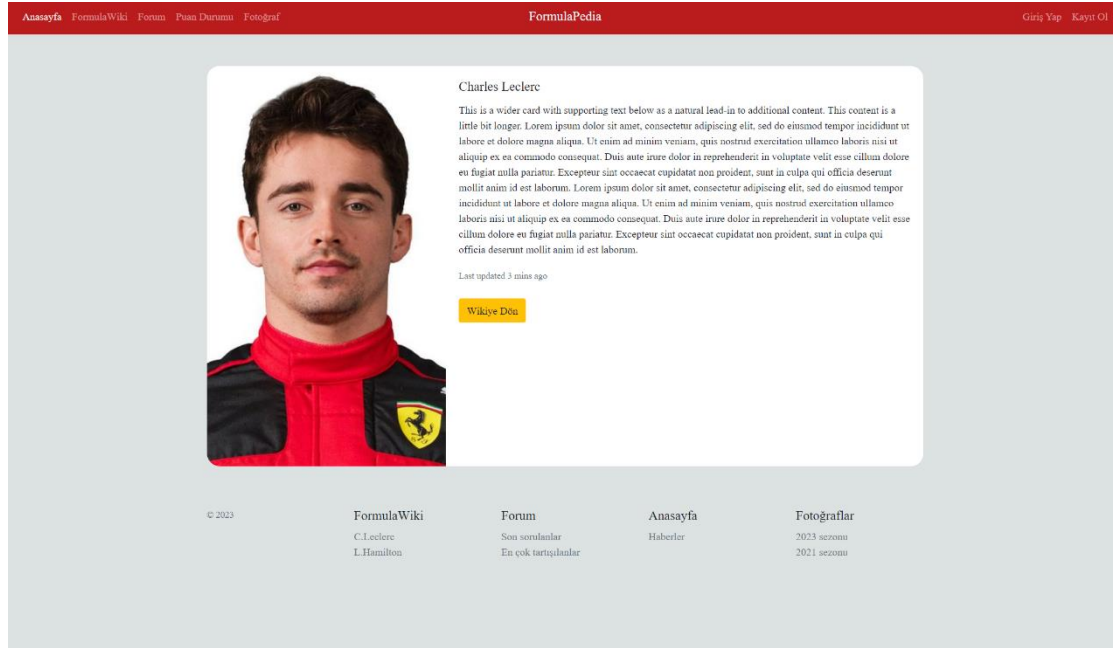 Anasayfa FormulaWiki Forum Puan Durumu Fotoğraf FormulaPedia Giriş Yap Kayıt Ol
Charles Leclerc
This is a wider card with supporting text below as a natural lead-in to additional content. This content is a
little bit longer. Lorem ipsum dolor sit amet, consectetur adipiscing elit, sed do eiusmod tempor incididunt ut
labore et dolore magna aliqua. Ut enim ad minim veniam, quis nostrud exercitation ullamco laboris nisi ut
aliquip ex ea commodo consequat. Duis aute irure dolor in reprehenderit in voluptate velit esse cillum dolore
eu fugiat nulla pariatur. Excepteur sint occaecat cupidatat non proident, sunt in culpa qui officia deserunt
mollit anim id est laborum. Lorem ipsum dolor sit amet, consectetur adipiscing elit, sed do eiusmod tempor
incididunt ut labore et dolore magna aliqua. Ut enim ad minim veniam, quis nostrud exercitation ullamco
laboris nisi ut aliquip ex ea commodo consequat. Duis aute irure dolor in reprehenderit in voluptate velit esse
cillum dolore eu fugiat nulla pariatur. Excepteur sint occaecat cupidatat non proident, sunt in culpa qui
officia deserunt mollit anim id est laborum.
Last updated 3 mins ago
Wikiye Dön
© 2023
FormulaWiki
C.Leclerc
L.Hamilton
Forum
Son sorulanlar
En çok tartışılanlar
Anasayfa
Haberler
Fotoğraflar
2023 sezonu
2021 sezonu